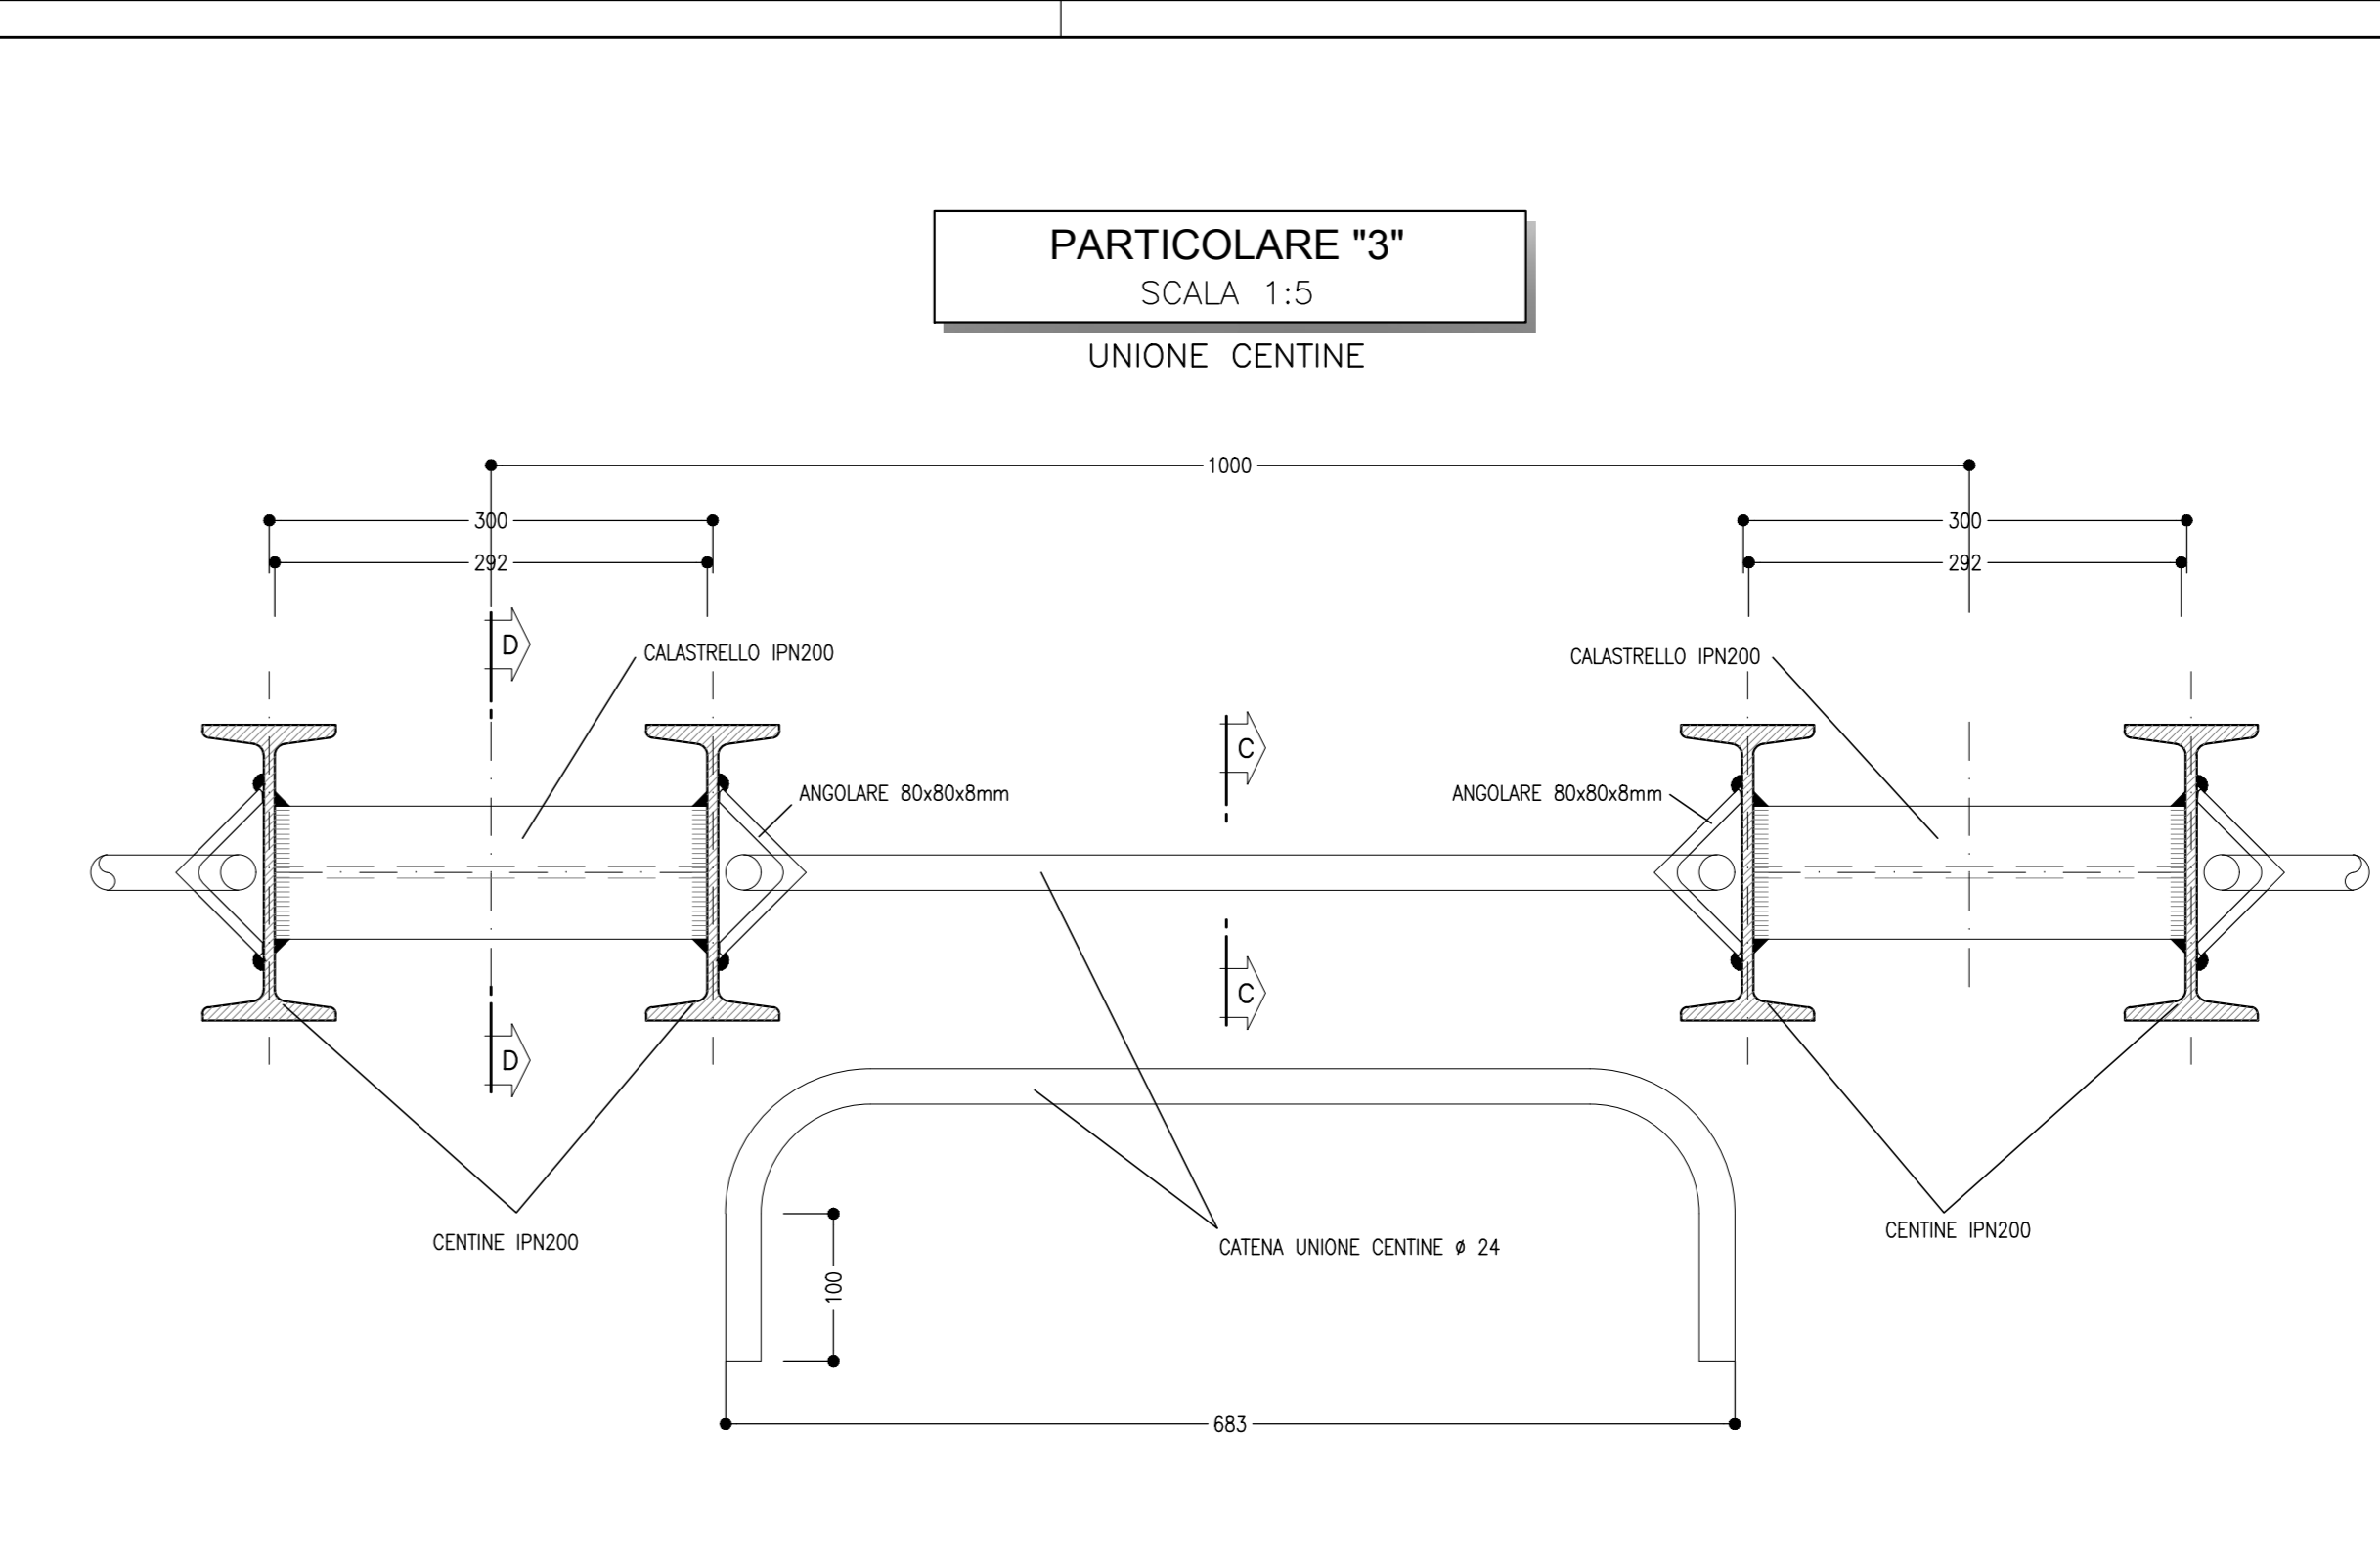 PARTICOLARE "3"
SCALA 1:5
UNIONE CENTINE
1000
300
300
292
292
D
CALASTRELLO IPN200
CALASTRELLO IPN200
C
ANGOLARE 80x80x8mm
ANGOLARE 80x80x8mm
C
D
CENTINE IPN200
CENTINE IPN200
CATENA UNIONE CENTINE ø 24
100
683